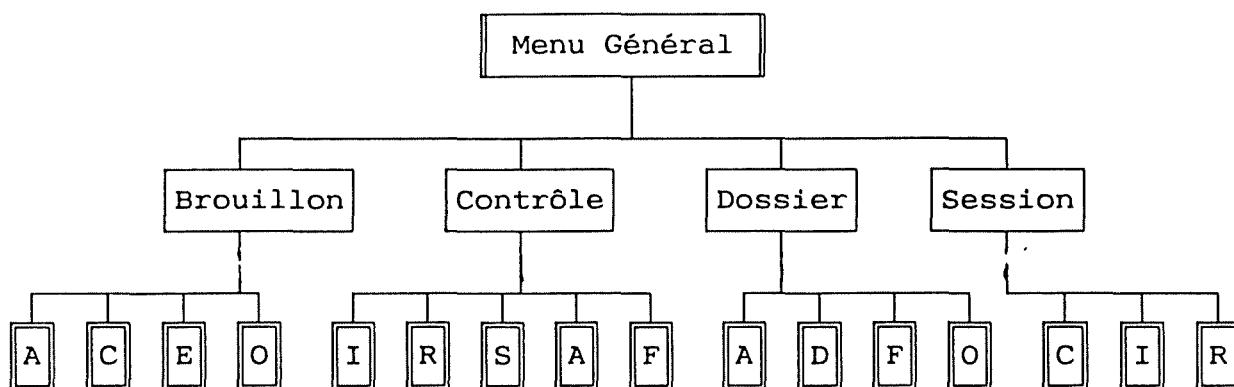 Menu Général
Brouillon Contrôle Dossier Session
A C E O I R S A F A D F O C I R